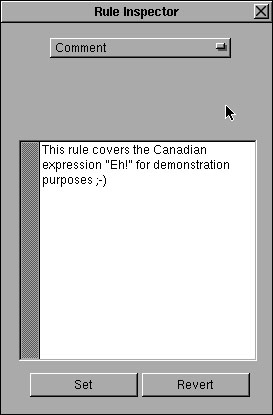 Rule Inspector
Comment
This rule covers the Canadian
expression "Eh!" for demonstration
purposes ;-)
Set
Revert